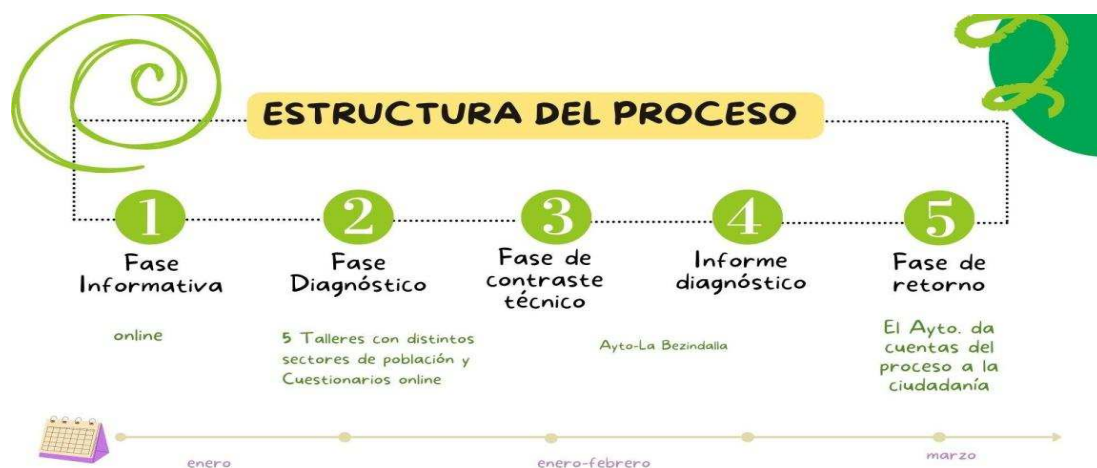 ESTRUCTURA DEL PROCESO
1
Fase
Informativa
online
2
Fase
Diagnóstico
5 Talleres con distintos
sectores de población y
Cuestionarios online
3
Fase de
contraste
técnico
4
Informe
diagnóstico
Ayto-La Bezindalla
5
Fase de
retorno
El Ayto. da
cuentas del
proceso a la
ciudadanía
enero
enero-febrero
marzo